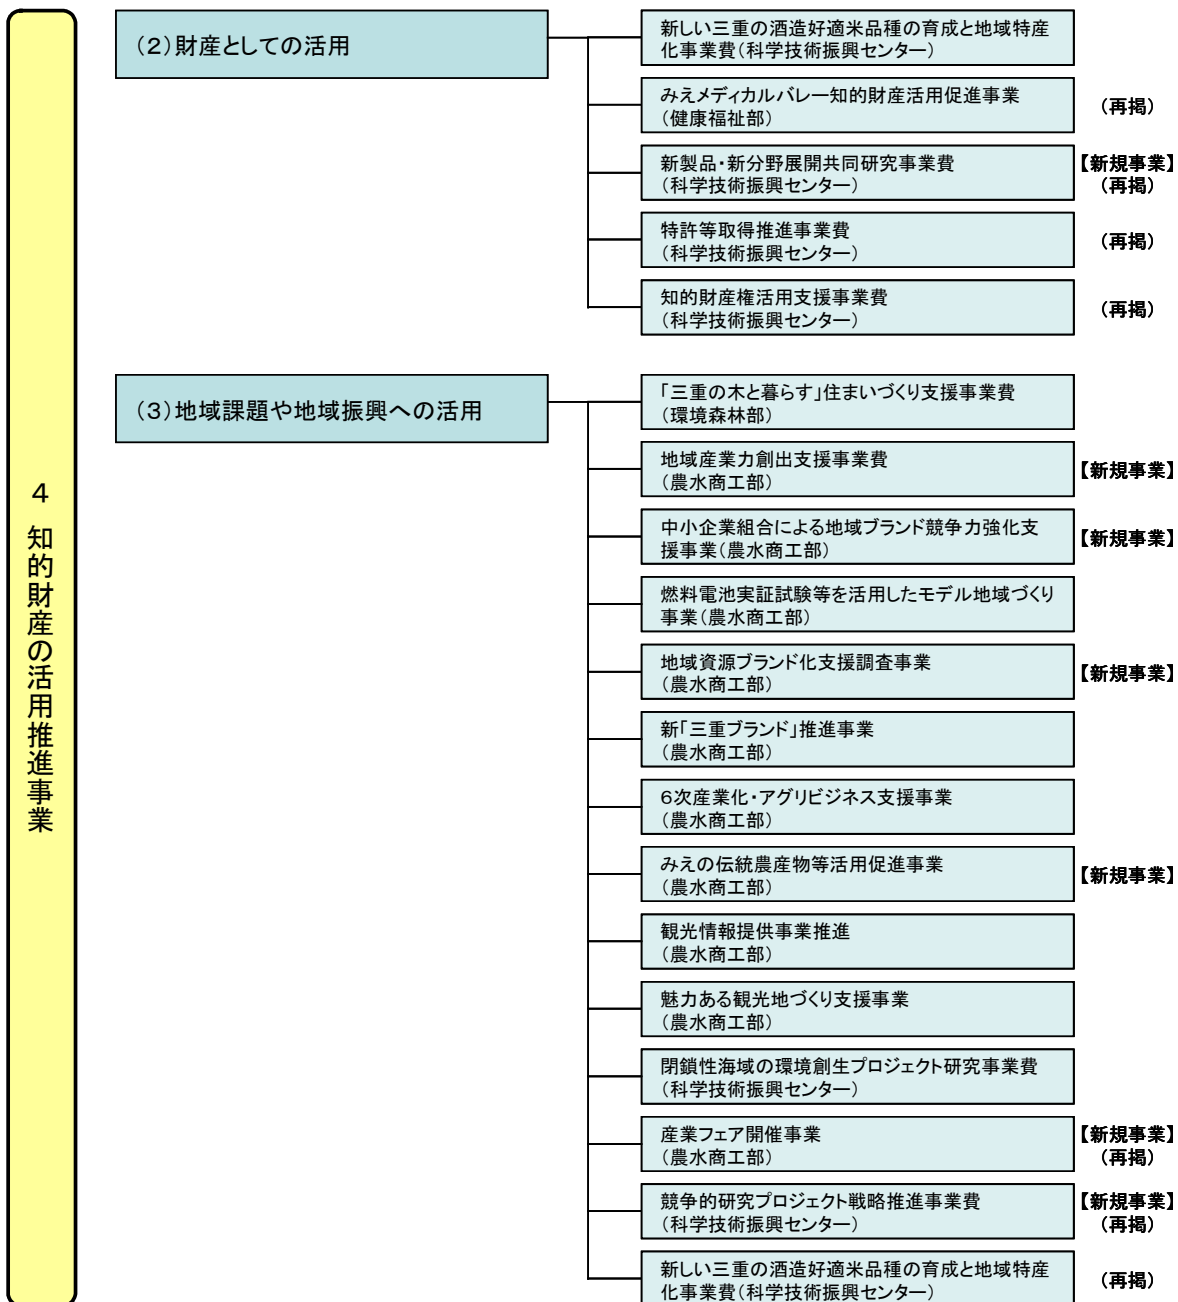 4 知的財産の活用推進事業
（２）財産としての活用
新しい三重の酒造好適米品種の育成と地域特産
化事業費（科学技術振興センター）
みえメディカルバレー知的財産活用促進事業
（健康福祉部）
（再掲）
新製品・新分野展開共同研究事業費
（科学技術振興センター）
【新規事業】
（再掲）
特許等取得推進事業費
（科学技術振興センター）
（再掲）
知的財産権活用支援事業費
（科学技術振興センター）
（再掲）
（３）地域課題や地域振興への活用
「三重の木と暮らす」住まいづくり支援事業費
（環境森林部）
地域産業力創出支援事業費
（農水商工部）
【新規事業】
中小企業組合による地域ブランド競争力強化支
援事業（農水商工部）
【新規事業】
燃料電池実証試験等を活用したモデル地域づくり
事業（農水商工部）
地域資源ブランド化支援調査事業
（農水商工部）
【新規事業】
新「三重ブランド」推進事業
（農水商工部）
６次産業化・アグリビジネス支援事業
（農水商工部）
みえの伝統農産物等活用促進事業
（農水商工部）
【新規事業】
観光情報提供事業推進
（農水商工部）
魅力ある観光地づくり支援事業
（農水商工部）
閉鎖性海域の環境創生プロジェクト研究事業費
（科学技術振興センター）
産業フェア開催事業
（農水商工部）
【新規事業】
（再掲）
競争的研究プロジェクト戦略推進事業費
（科学技術振興センター）
【新規事業】
（再掲）
新しい三重の酒造好適米品種の育成と地域特産
化事業費（科学技術振興センター）
（再掲）